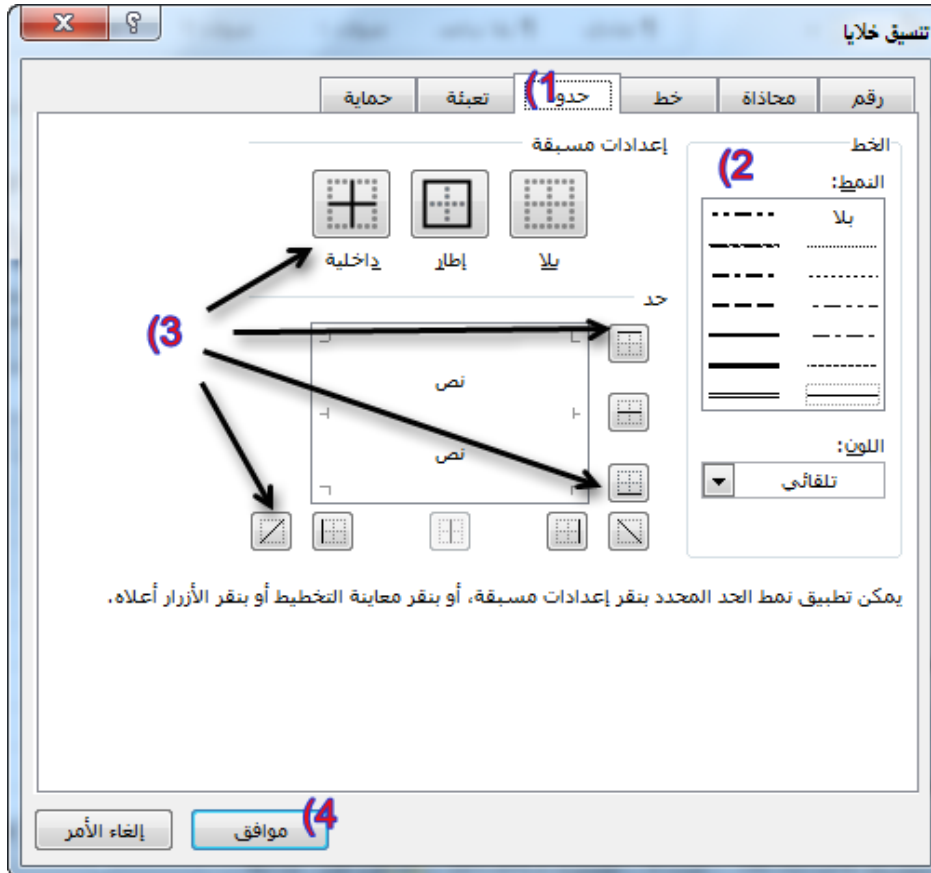 تنسيق خلايا
رقم محاذاة خط حدو (1 تعبئة حماية
الخط
(2
النمط:
بلا
إعدادات مسبقة
بلا إطار داخلية
(3
حد
نص
نص
اللون:
تلقائي
يمكن تطبيق نمط الحد المحدد بنقر إعدادات مسبقة، أو بنقر معاينة التخطيط أو بنقر الأزرار أعلاه.
(4 موافق إلغاء الأمر